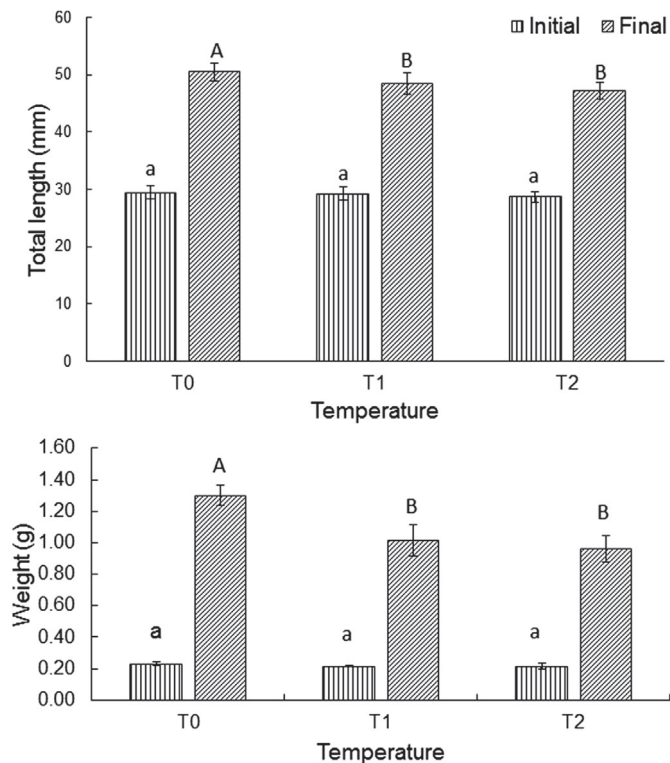 60
Initial Final
50
40
30
20
10
0
Total length (mm)
A
B
B
a
a
a
T0 T1 T2
Temperature
1.60
1.40
1.20
1.00
0.80
0.60
0.40
0.20
0.00
Weight (g)
A
B
B
a
a
a
T0 T1 T2
Temperature